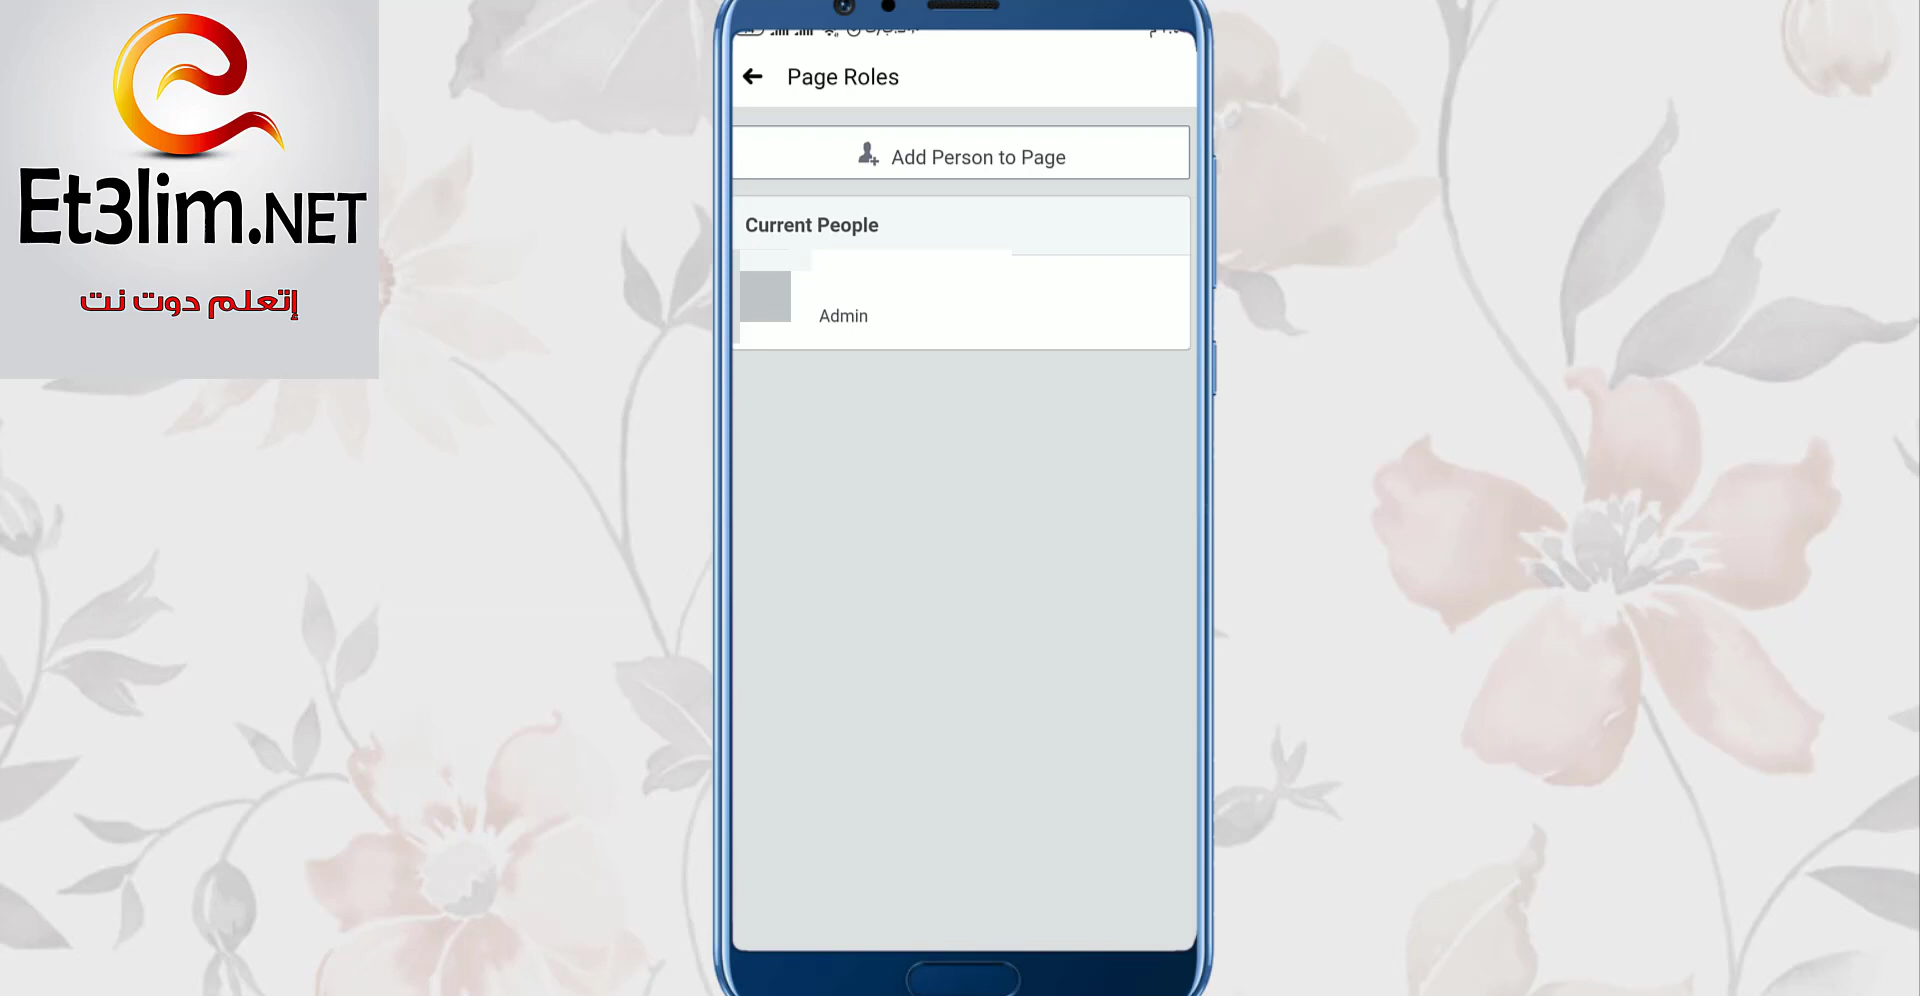 Et3lim.NET
إتعلم دوت نت
Page Roles
Add Person to Page
Current People
Admin